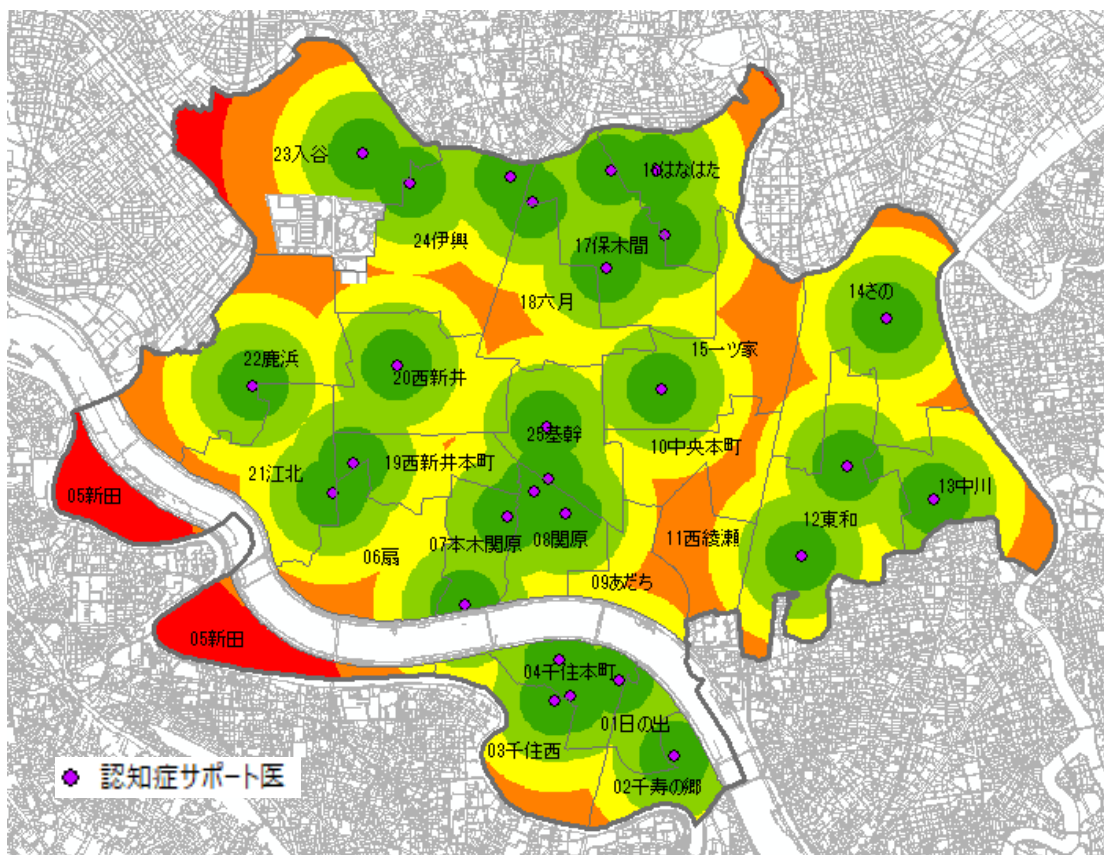 23入谷
16はなはた
24伊興
17保木間
18六月
14さの
15一ツ家
22鹿浜
20西新井
25基幹
10中央本町
19西新井本町
21江北
05新田
13中川
12東和
11西綾瀬
07本木関原
08関原
06扇
09あだち
05新田
04千住本町
01日の出
03千住西
02千寿の郷
認知症サポート医